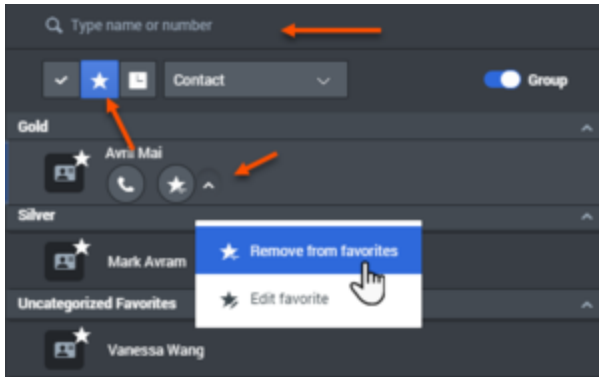 Type name or number
Contact
Group
Gold
Avril Mai
Silver
Remove from favorites
Mark Avram
Edit favorite
Uncategorized Favorites
Vanessa Wang